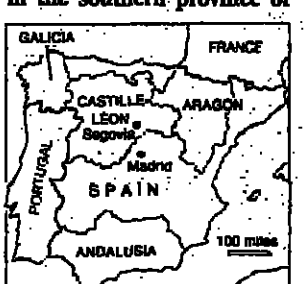 in the southern province of
GALICIA
FRANCE
CASTILLE-
LEON
ARAGON
Segovia
Madrid
PORTUGAL
SPAIN
ANDALUSIA
100 miles